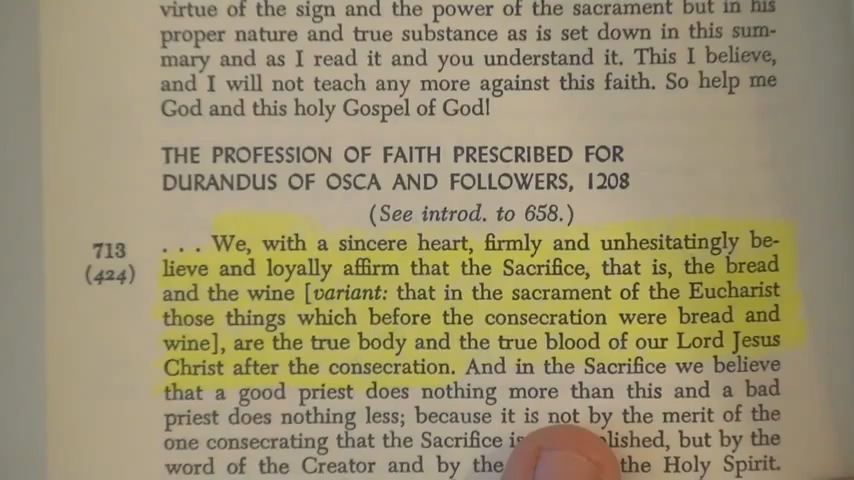 virtue of the sign and the power of the sacrament but in his
proper nature and true substance as is set down in this sum-
mary and as I read it and you understand it. This I believe,
and I will not teach any more against this faith. So help me
God and this holy Gospel of God!
THE PROFESSION OF FAITH PRESCRIBED FOR
DURANDUS OF OSCA AND FOLLOWERS, 1208
(See introd. to 658.)
713
(424)
. . . We, with a sincere heart, firmly and unhesitatingly be-
lieve and loyally affirm that the Sacrifice, that is, the bread
and the wine [variant: that in the sacrament of the Eucharist
those things which before the consecration were bread and
wine], are the true body and the true blood of our Lord Jesus
Christ after the consecration. And in the Sacrifice we believe
that a good priest does nothing more than this and a bad
priest does nothing less; because it is not by the merit of the
one consecrating that the Sacrifice is lished, but by the
word of the Creator and by the the Holy Spirit.